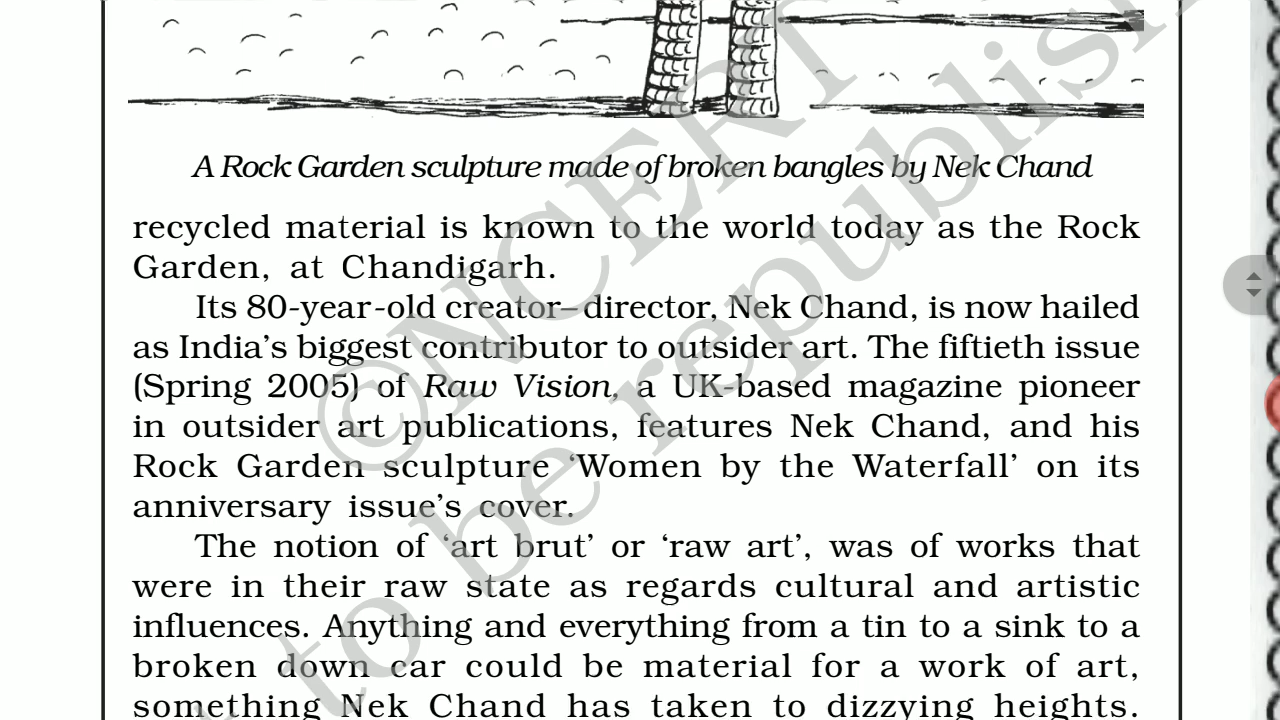 A Rock Garden sculpture made of broken bangles by Nek Chand
recycled material is known to the world today as the Rock
Garden, at Chandigarh.
Its 80-year-old creator–director, Nek Chand, is now hailed
as India's biggest contributor to outsider art. The fiftieth issue
(Spring 2005) of Raw Vision, a UK-based magazine pioneer
in outsider art publications, features Nek Chand, and his
Rock Garden sculpture ‘Women by the Waterfall’ on its
anniversary issue’s cover.
The notion of ‘art brut’ or ‘raw art’, was of works that
were in their raw state as regards cultural and artistic
influences. Anything and everything from a tin to a sink to a
broken down car could be material for a work of art,
something Nek Chand has taken to dizzying heights.
©NCERT
to be republish